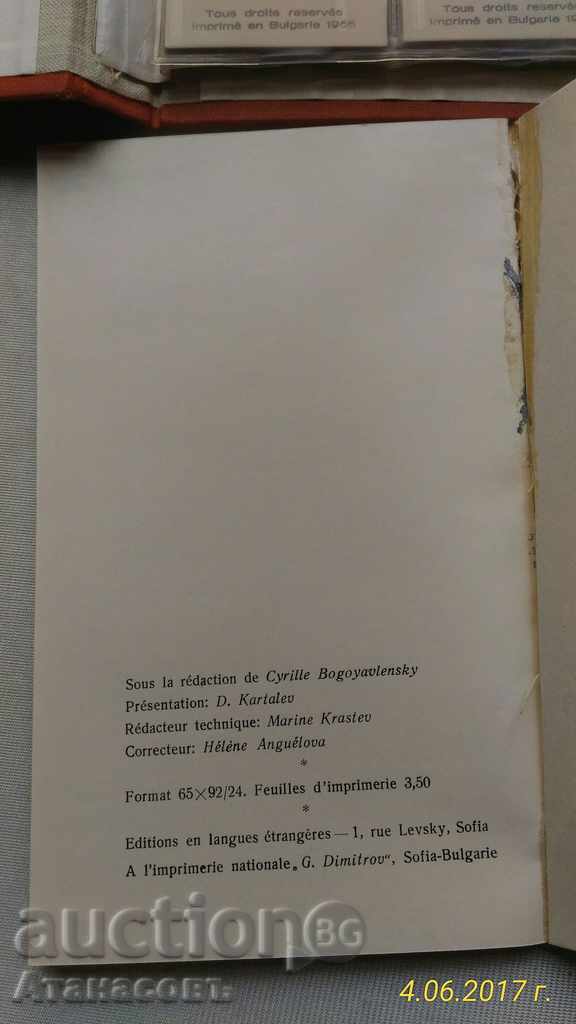 Tous droits reservés
Imprimé en Bulgarie 1966
Tous droits reservés
Imprimé en Bulgarie 19
Sous la rédaction de Cyrille Bogoyavlensky
Présentation: D. Kartalev
Rédacteur technique: Marine Krastev
Correcteur: Hélène Anguélova
*
Format 65×92/24. Feuilles d'imprimerie 3,50
*
Editions en langues étrangéres — 1, rue Levsky, Sofia
A l'imprimerie nationale „G. Dimitrov“, Sofia-Bulgarie
auction BG
Атанасовъ
4.06.2017 г.